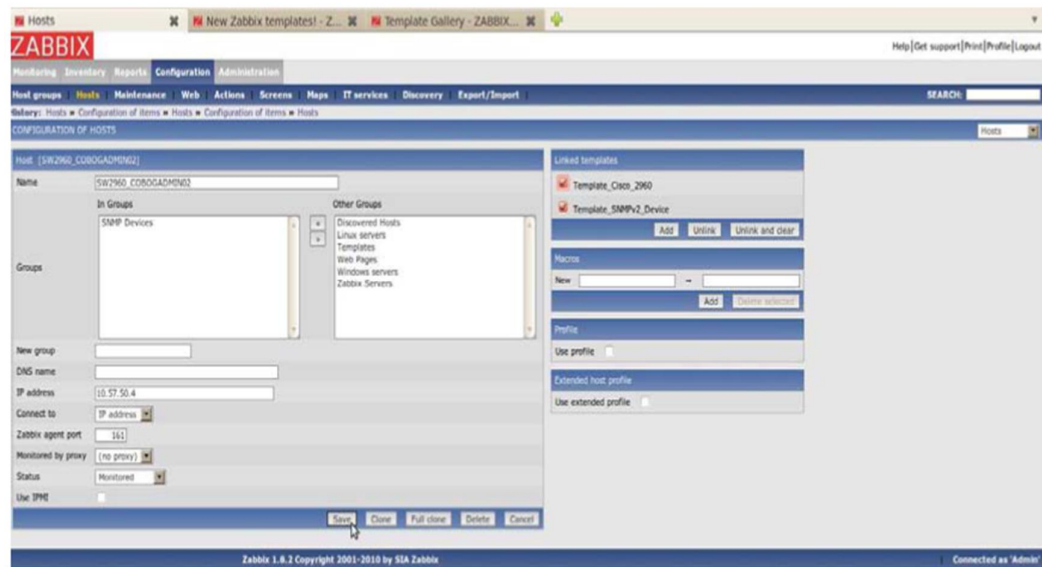 Hosts
New Zabbix templates! - Z...
Template Gallery - ZABBIX...
ZABBIX
Help|Get support|Print|Profile|Logout
Monitoring Inventory Reports Configuration Administration
Host groups Hosts Maintenance Web Actions Screens Maps IT services Discovery Export/Import
SEARCH:
History: Hosts » Configuration of items » Hosts » Configuration of items » Hosts
CONFIGURATION OF HOSTS
Hosts
Host [SW2960_COBOGADMIN02]
Name SW2960_COBOGADMIN02
In Groups
Other Groups
Groups
SNMP Devices
Discovered Hosts
Linux servers
Templates
Web Pages
Windows servers
Zabbix Servers
New group
DNS name
IP address 10.57.50.4
Connect to IP address
Zabbix agent port 161
Monitored by proxy (no proxy)
Status Monitored
Use IPMI
Save Clone Full clone Delete Cancel
Linked templates
Template_Cisco_2960
Template_SNMPv2_Device
Add Unlink Unlink and clear
Macros
New
Add Delete selected
Profile
Use profile
Extended host profile
Use extended profile
Zabbix 1.8.2 Copyright 2001-2010 by SIA Zabbix
Connected as 'Admin'